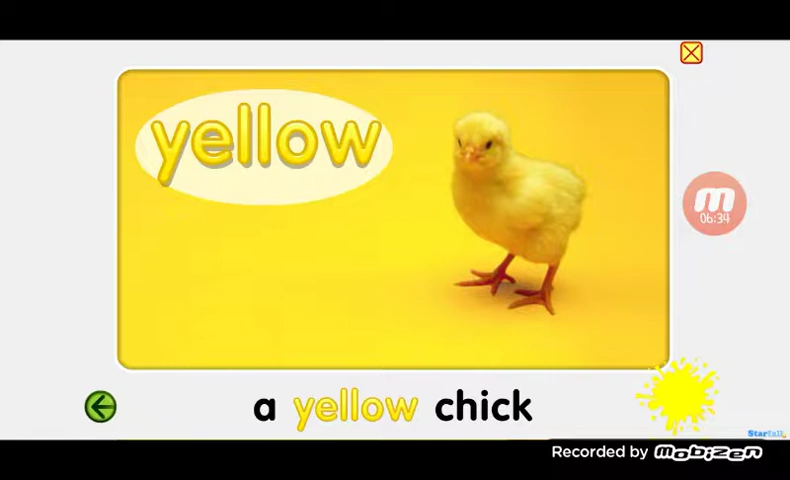 yellow
06:34
a yellow chick
Starfall
Recorded by mobizen